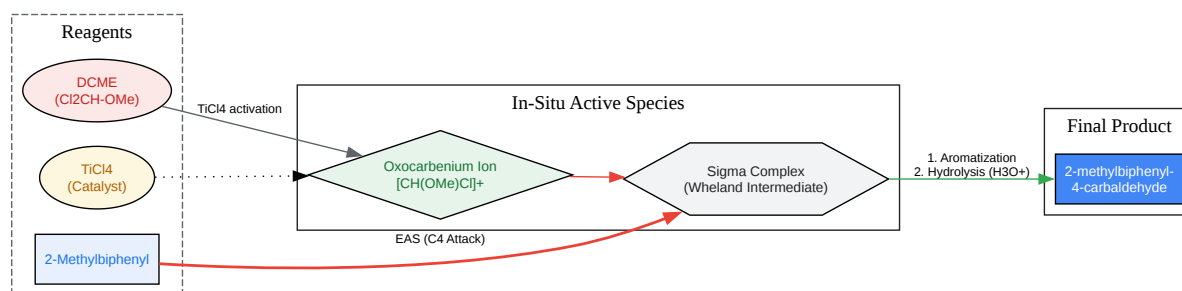 Reagents
DCME
(Cl2CH-OMe)
TiCl4 activation
TiCl4
(Catalyst)
2-Methylbiphenyl
In-Situ Active Species
Oxocarbenium Ion
[CH(OMe)Cl]+
Sigma Complex
(Wheland Intermediate)
EAS (C4 Attack)
1. Aromatization
2. Hydrolysis (H3O+)
Final Product
2-methylbiphenyl-
4-carbaldehyde